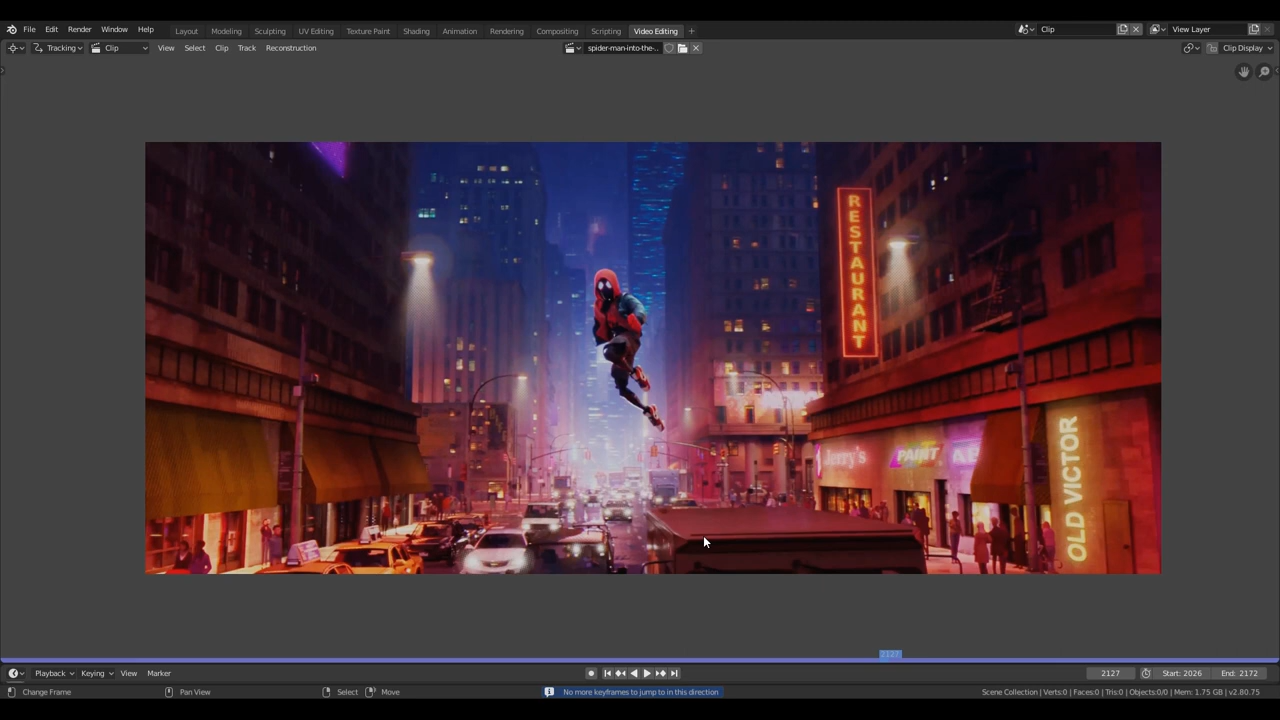 File Edit Render Window Help Layout Modeling Sculpting UV Editing Texture Paint Shading Animation Rendering Compositing Scripting Video Editing + Clip View Layer
Tracking Clip View Select Clip Track Reconstruction spider-man-into-the-.. Clip Display
RESTAURANT
Jerry's PAINT
OLD VICTOR
2127
Playback Keying View Marker 2127 Start: 2026 End: 2172
Change Frame Pan View Select Move No more keyframes to jump to in this direction Scene Collection | Verts:0 | Faces:0 | Tris:0 | Objects:0/0 | Mem: 1.75 GB | v2.80.75